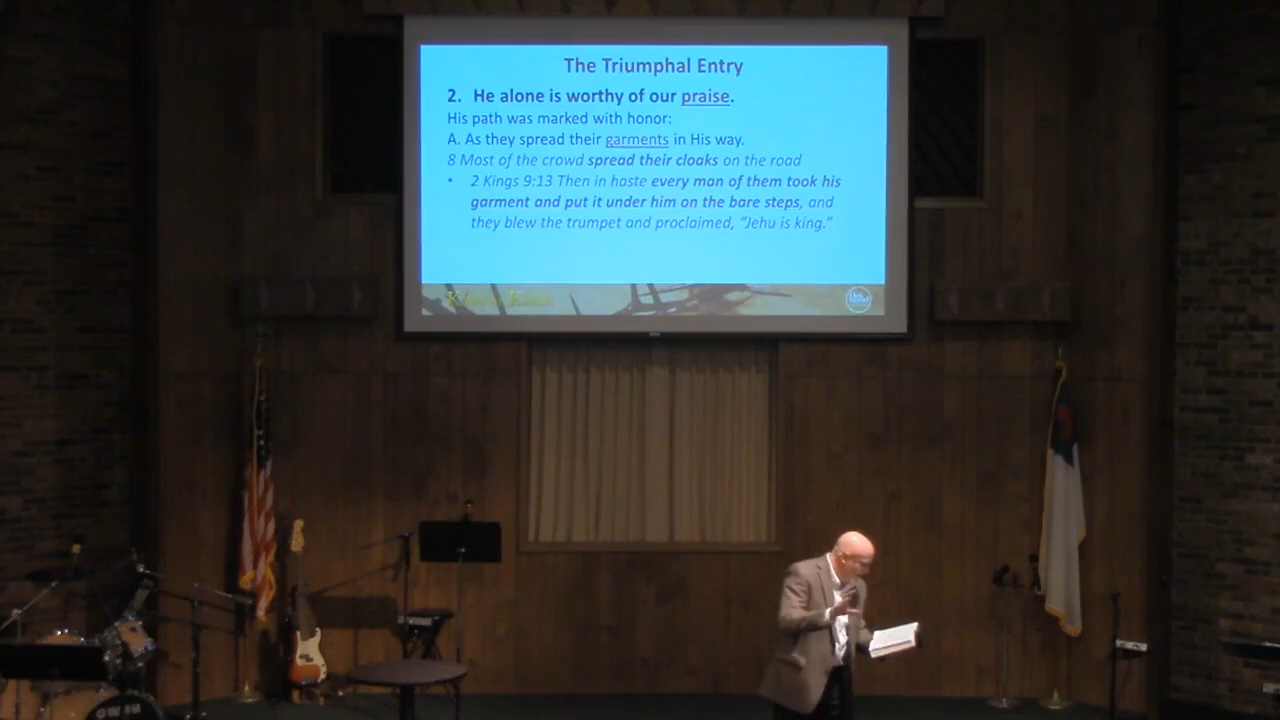 The Triumphal Entry
2. He alone is worthy of our praise.
His path was marked with honor:
A. As they spread their garments in His way.
8 Most of the crowd spread their cloaks on the road
• 2 Kings 9:13 Then in haste every man of them took his
garment and put it under him on the bare steps, and
they blew the trumpet and proclaimed, “Jehu is king.”